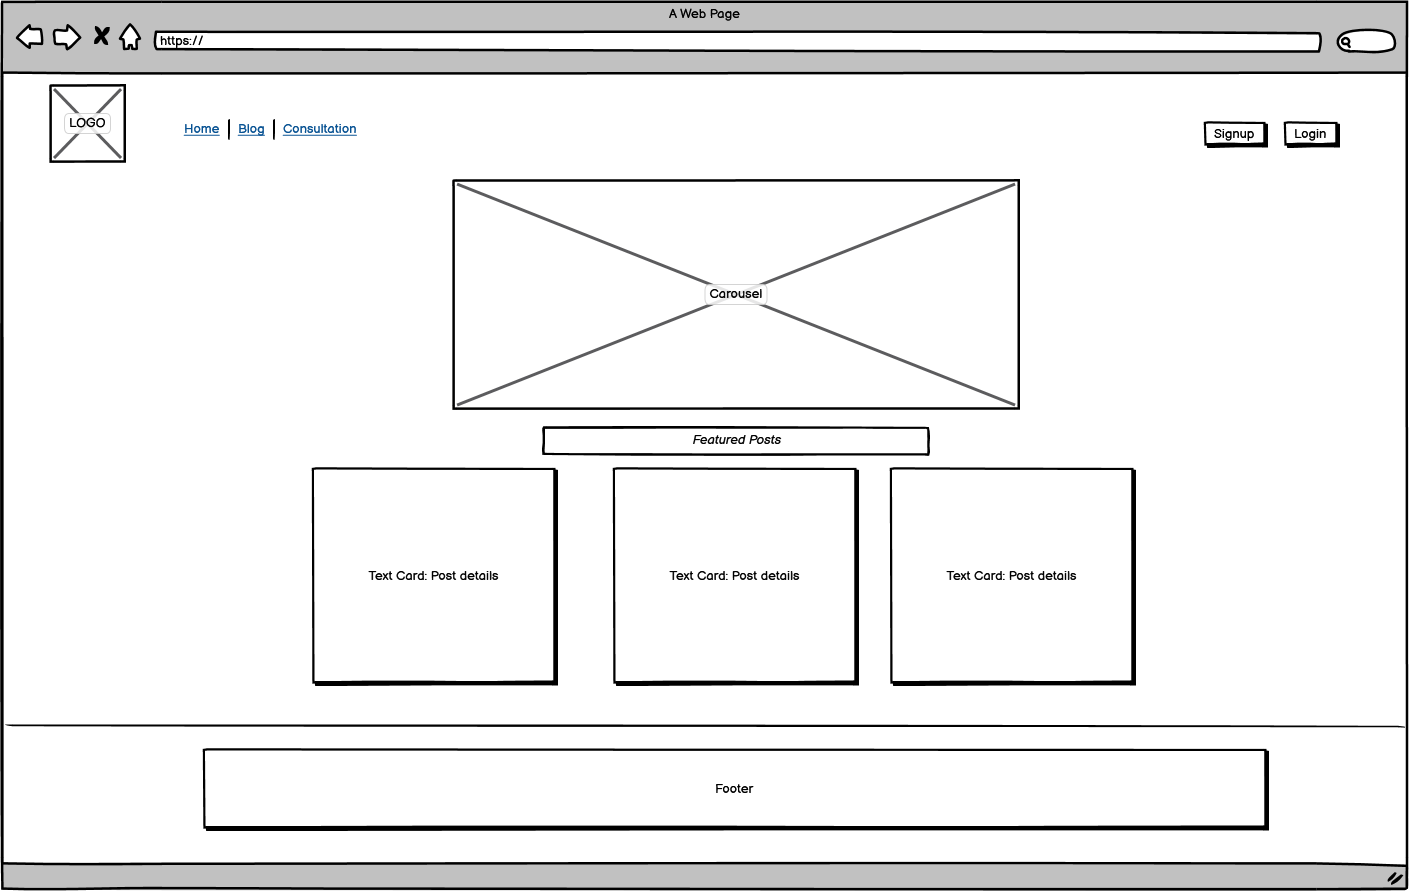 A Web Page
https://
LOGO
Home | Blog | Consultation
Signup
Login
Carousel
Featured Posts
Text Card: Post details
Text Card: Post details
Text Card: Post details
Footer